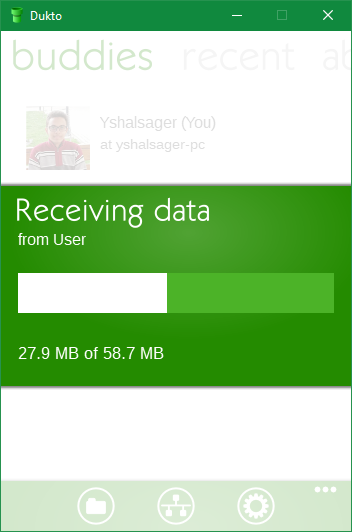 Dukto
buddies recent ab
Yshalsager (You)
at yshalsager-pc
Receiving data
from User
27.9 MB of 58.7 MB